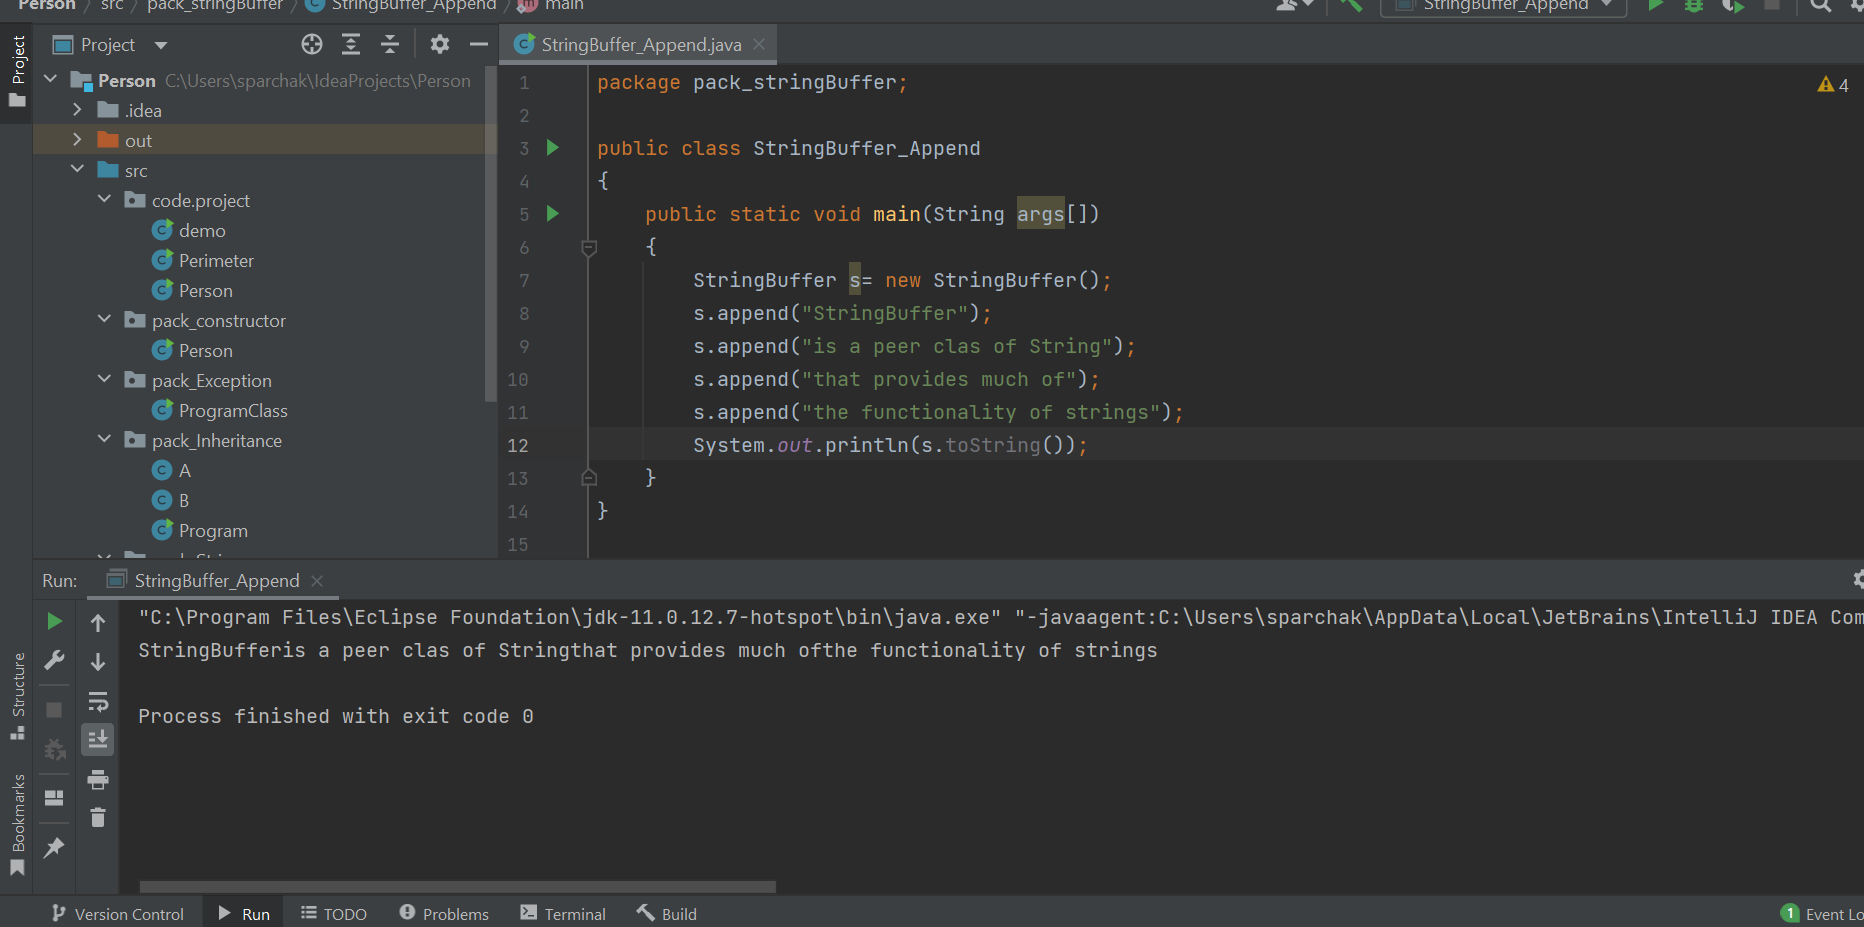 Person src pack_stringBuffer StringBuffer_Append main
StringBuffer_Append
Project
Project
StringBuffer_Append.java
Person C:\Users\sparchak\IdeaProjects\Person
.idea
out
src
code.project
demo
Perimeter
Person
pack_constructor
Person
pack_Exception
ProgramClass
pack_Inheritance
A
B
Program
1 package pack_stringBuffer;
4
2
3 public class StringBuffer_Append
4 {
5 public static void main(String args[])
6 {
7 StringBuffer s= new StringBuffer();
8 s.append("StringBuffer");
9 s.append("is a peer clas of String");
10 s.append("that provides much of");
11 s.append("the functionality of strings");
12 System.out.println(s.toString());
13 }
14 }
15
Run: StringBuffer_Append
"C:\Program Files\Eclipse Foundation\jdk-11.0.12.7-hotspot\bin\java.exe" "-javaagent:C:\Users\sparchak\AppData\Local\JetBrains\IntelliJ IDEA Com
StringBufferis a peer clas of Stringthat provides much ofthe functionality of strings
Process finished with exit code 0
Structure
Bookmarks
Version Control Run TODO Problems Terminal Build
1 Event Lo